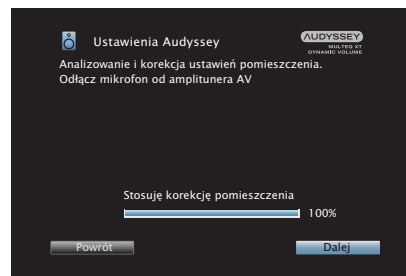 Ustawienia Audyssey
AUDYSSEY
MULTEQ XT
DYNAMIC VOLUME
Analizowanie i korekcja ustawień pomieszczenia.
Odłącz mikrofon od amplitunera AV
Stosuję korekcję pomieszczenia
100%
Powrót
Dalej